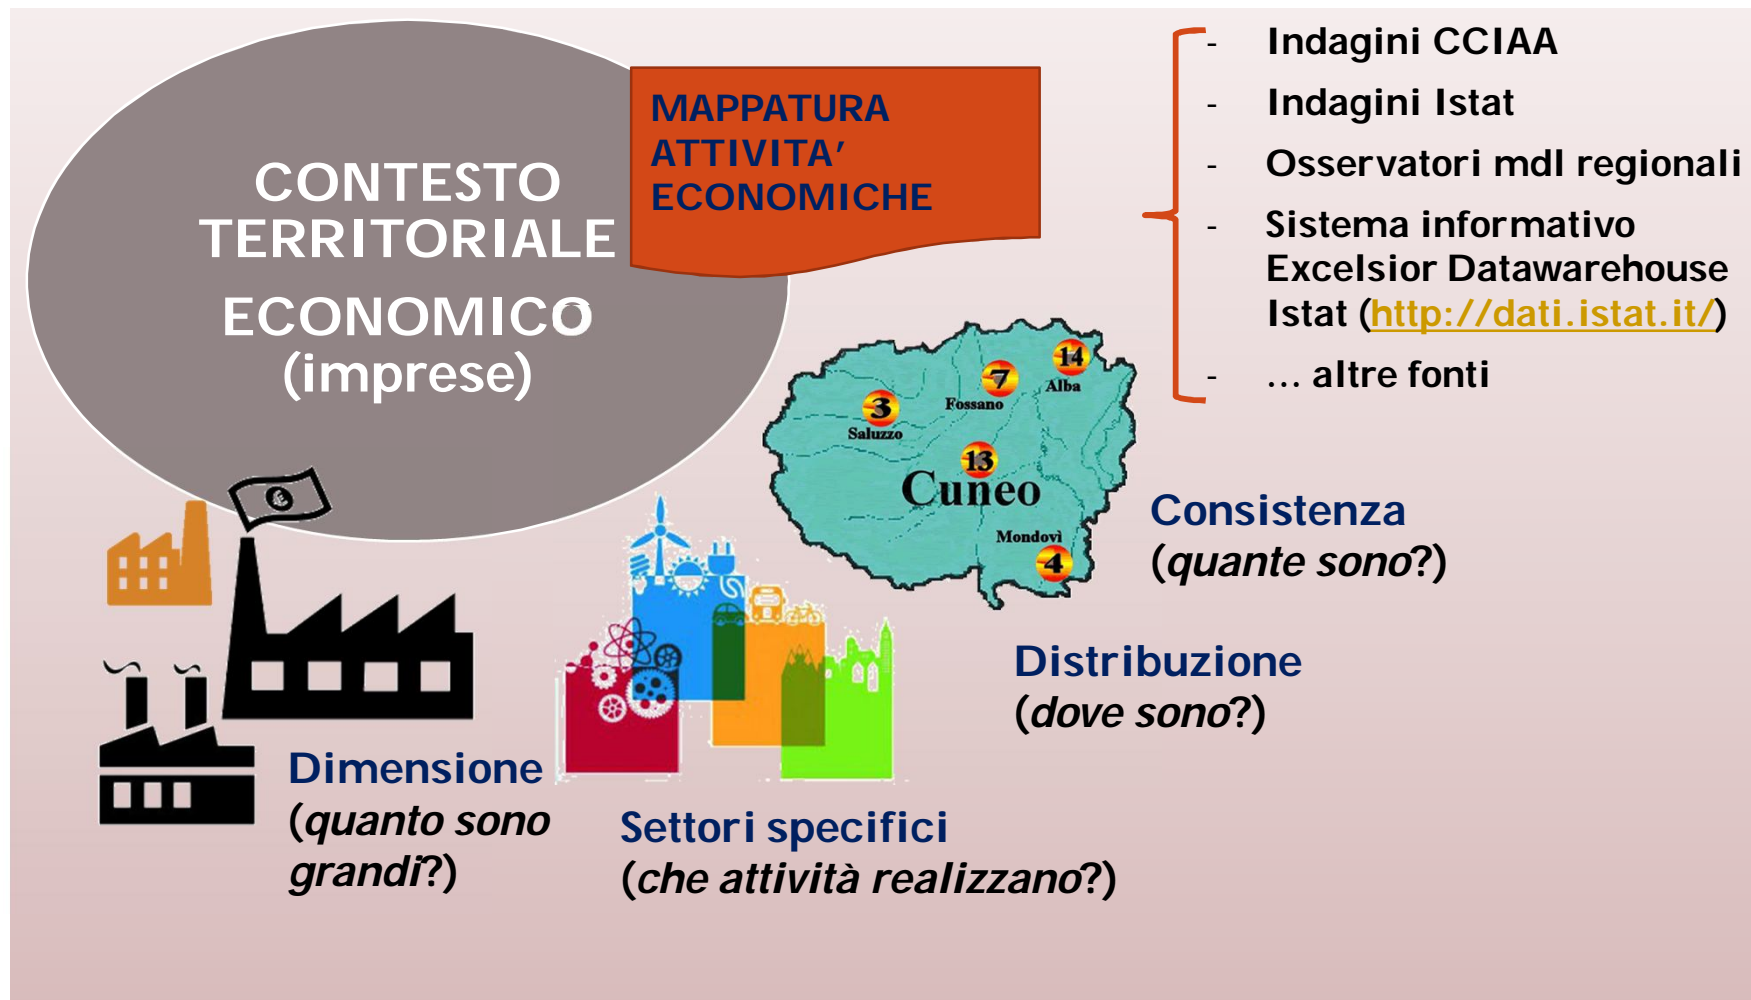 CONTESTO
TERRITORIALE
ECONOMICO
(imprese)
MAPPATURA
ATTIVITA’
ECONOMICHE
- Indagini CCIAA
- Indagini Istat
- Osservatori mdl regionali
- Sistema informativo
Excelsior Datawarehouse
Istat (http://dati.istat.it/)
- ... altre fonti
14
Alba
7
Fossano
3
Saluzzo
13
Cuneo
Mondovì
4
Consistenza
(quante sono?)
Distribuzione
(dove sono?)
€
Dimensione
(quanto sono
grandi?)
Settori specifici
(che attività realizzano?)